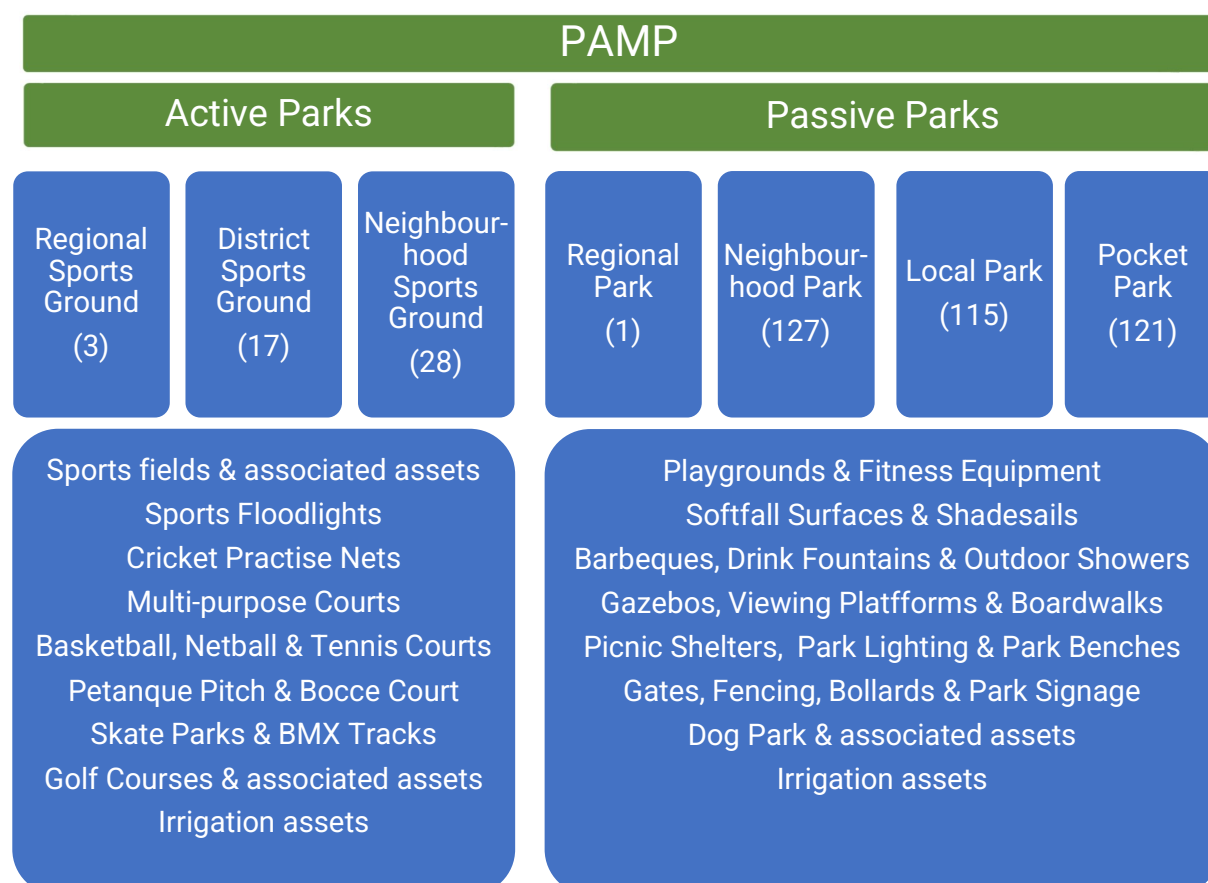 PAMP
Active Parks
Passive Parks
Regional
Sports
Ground
(3)
District
Sports
Ground
(17)
Neighbour-
hood
Sports
Ground
(28)
Regional
Park
(1)
Neighbour-
hood Park
(127)
Local Park
(115)
Pocket
Park
(121)
Sports fields & associated assets
Sports Floodlights
Cricket Practise Nets
Multi-purpose Courts
Basketball, Netball & Tennis Courts
Petanque Pitch & Bocce Court
Skate Parks & BMX Tracks
Golf Courses & associated assets
Irrigation assets
Playgrounds & Fitness Equipment
Softfall Surfaces & Shadesails
Barbeques, Drink Fountains & Outdoor Showers
Gazebos, Viewing Platfforms & Boardwalks
Picnic Shelters, Park Lighting & Park Benches
Gates, Fencing, Bollards & Park Signage
Dog Park & associated assets
Irrigation assets